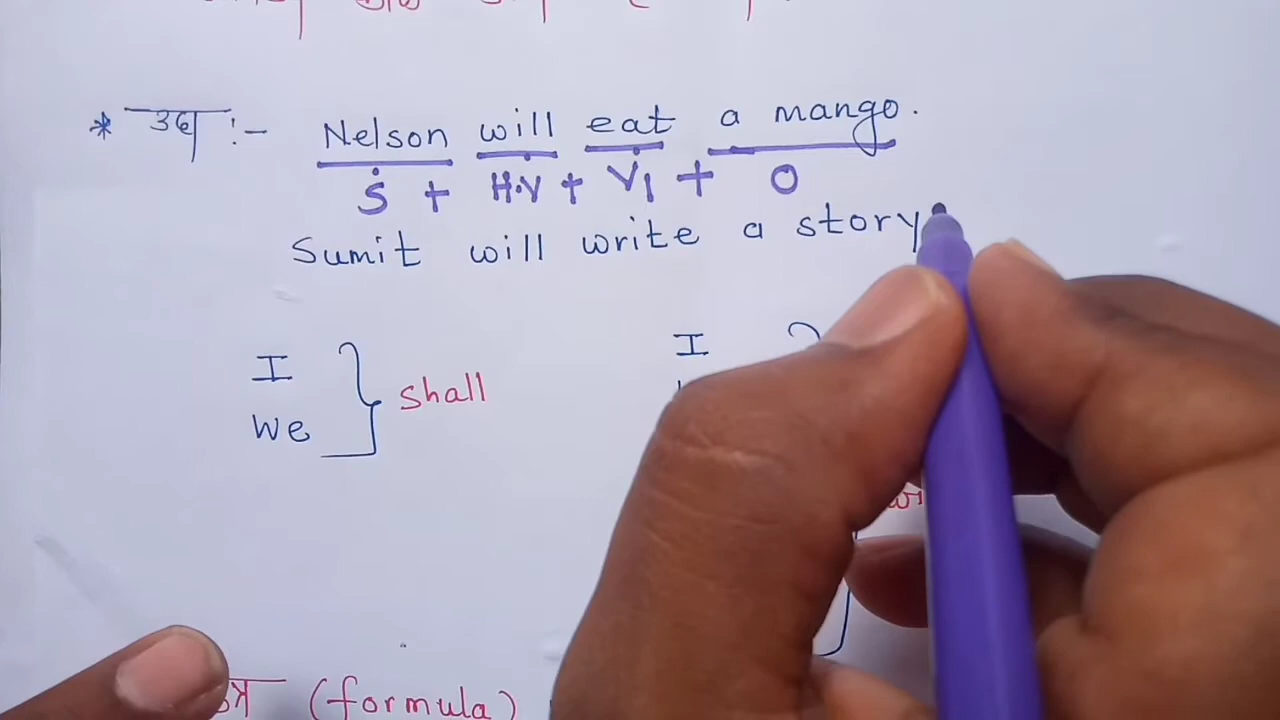 * उदा :- Nelson will eat a mango.
S + H.V + V1 + O
Sumit will write a story
I
We } shall
I
(formula)